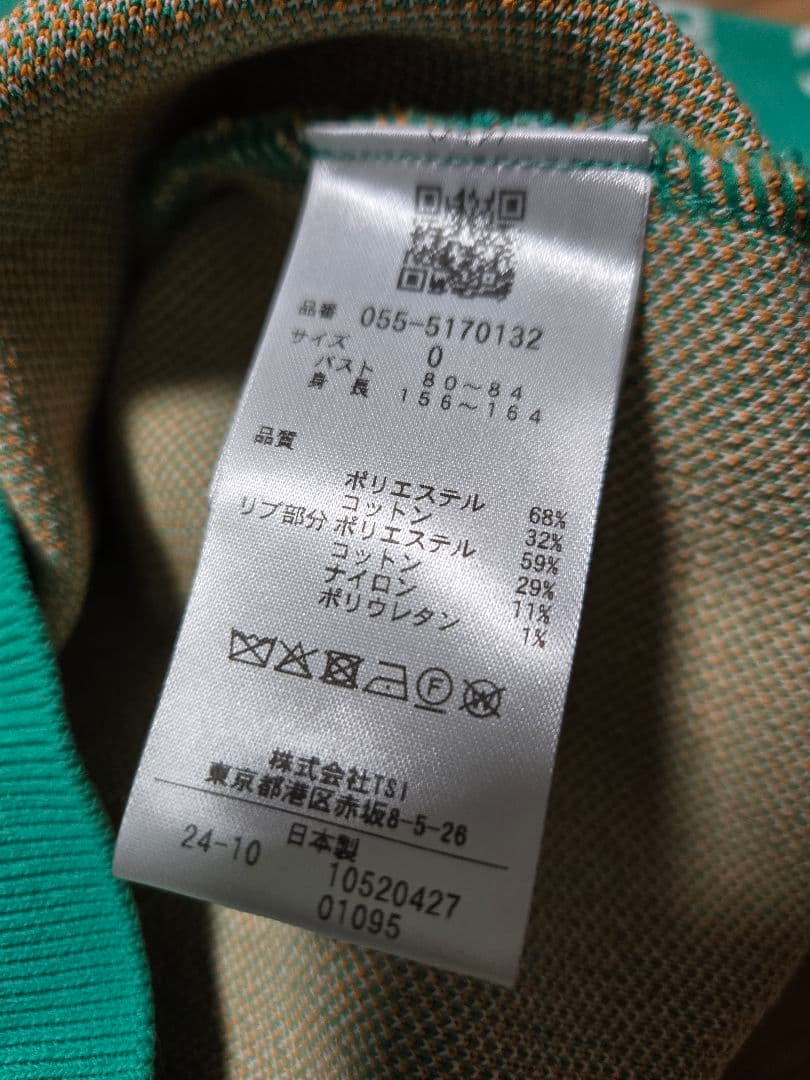 品番 055-5170132
サイズ 0
バスト 80～84
身長 156～164
品質
ポリエステル 68%
コットン 32%
リブ部分 ポリエステル 59%
コットン 29%
ナイロン 11%
ポリウレタン 1%
F
W
株式会社TSI
東京都港区赤坂8-5-26
日本製
24-10 10520427
01095